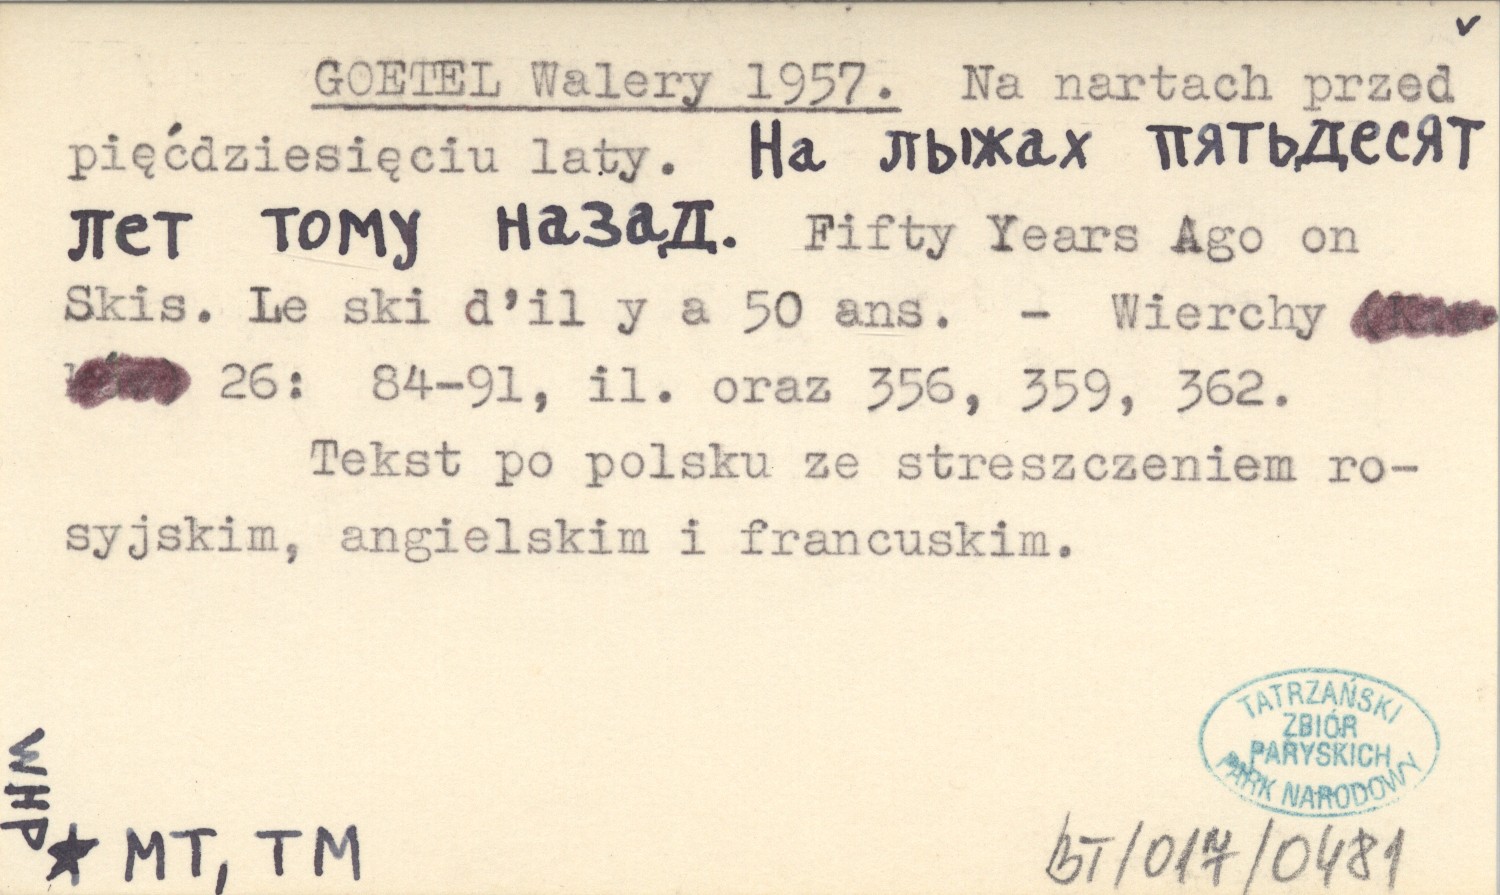 v
GOETEL Walery 1957. Na nartach przed
pięćdziesięciu laty. На лыжах пятьдесят
лет тому назад. Fifty Years Ago on
Skis. Le ski d'il y a 50 ans. - Wierchy
26: 84-91, il. oraz 356, 359, 362.
Tekst po polsku ze streszczeniem ro-
syjskim, angielskim i francuskim.
TATRZAŃSKI
ZBIÓR
PARYSKICH
PARK NARODOWY
WHP
★ MT, TM
BT/017/0481